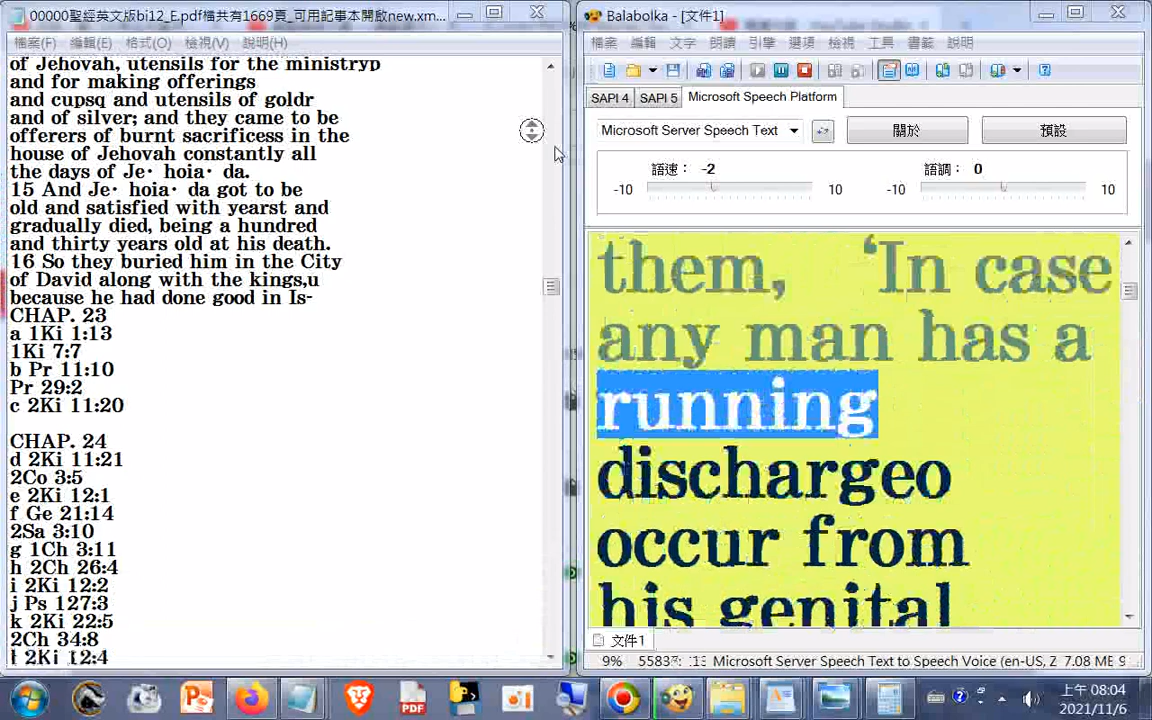 00000聖經英文版bi12_E.pdf檔共有1669頁_可用記事本開啟new.xm...
檔案(F) 編輯(E) 格式(O) 檢視(V) 說明(H)
of Jehovah, utensils for the ministryp
and for making offerings
and cupsq and utensils of goldr
and of silver; and they came to be
offerers of burnt sacrificess in the
house of Jehovah constantly all
the days of Je· hoia· da.
15 And Je· hoia· da got to be
old and satisfied with yearst and
gradually died, being a hundred
and thirty years old at his death.
16 So they buried him in the City
of David along with the kings,u
because he had done good in Is-
CHAP. 23
a 1Ki 1:13
1Ki 7:7
b Pr 11:10
Pr 29:2
c 2Ki 11:20
CHAP. 24
d 2Ki 11:21
2Co 3:5
e 2Ki 12:1
f Ge 21:14
2Sa 3:10
g 1Ch 3:11
h 2Ch 26:4
i 2Ki 12:2
j Ps 127:3
k 2Ki 22:5
2Ch 34:8
l 2Ki 12:4
Balabolka - [文件1]
檔案 編輯 文字 朗讀 引擎 選項 檢視 工具 書籤 說明
SAPI 4 SAPI 5 Microsoft Speech Platform
Microsoft Server Speech Text 關於 預設
語速： -2 語調： 0
-10 10 -10 10
them, ‘In case
any man has a
running
dischargeo
occur from
his genital
文件1
9% Microsoft Server Speech Text to Speech Voice (en-US, Z 7.08 MB 9
上午 08:04
2021/11/6